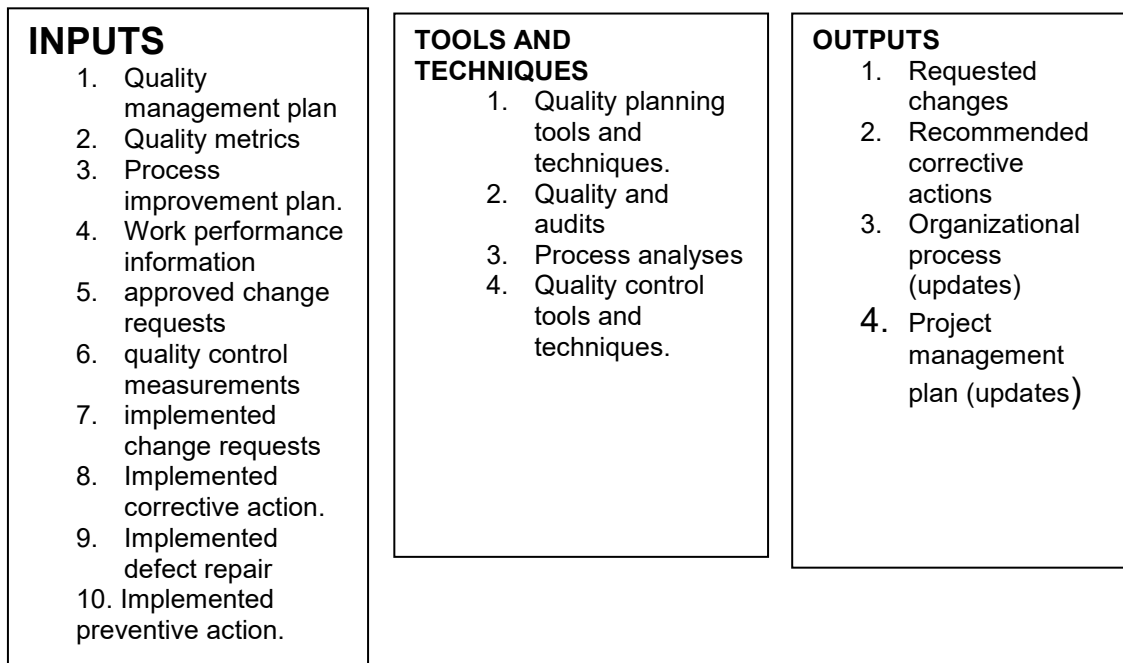 INPUTS
1. Quality
management plan
2. Quality metrics
3. Process
improvement plan.
4. Work performance
information
5. approved change
requests
6. quality control
measurements
7. implemented
change requests
8. Implemented
corrective action.
9. Implemented
defect repair
10. Implemented
preventive action.
TOOLS AND
TECHNIQUES
1. Quality planning
tools and
techniques.
2. Quality and
audits
3. Process analyses
4. Quality control
tools and
techniques.
OUTPUTS
1. Requested
changes
2. Recommended
corrective
actions
3. Organizational
process
(updates)
4. Project
management
plan (updates)